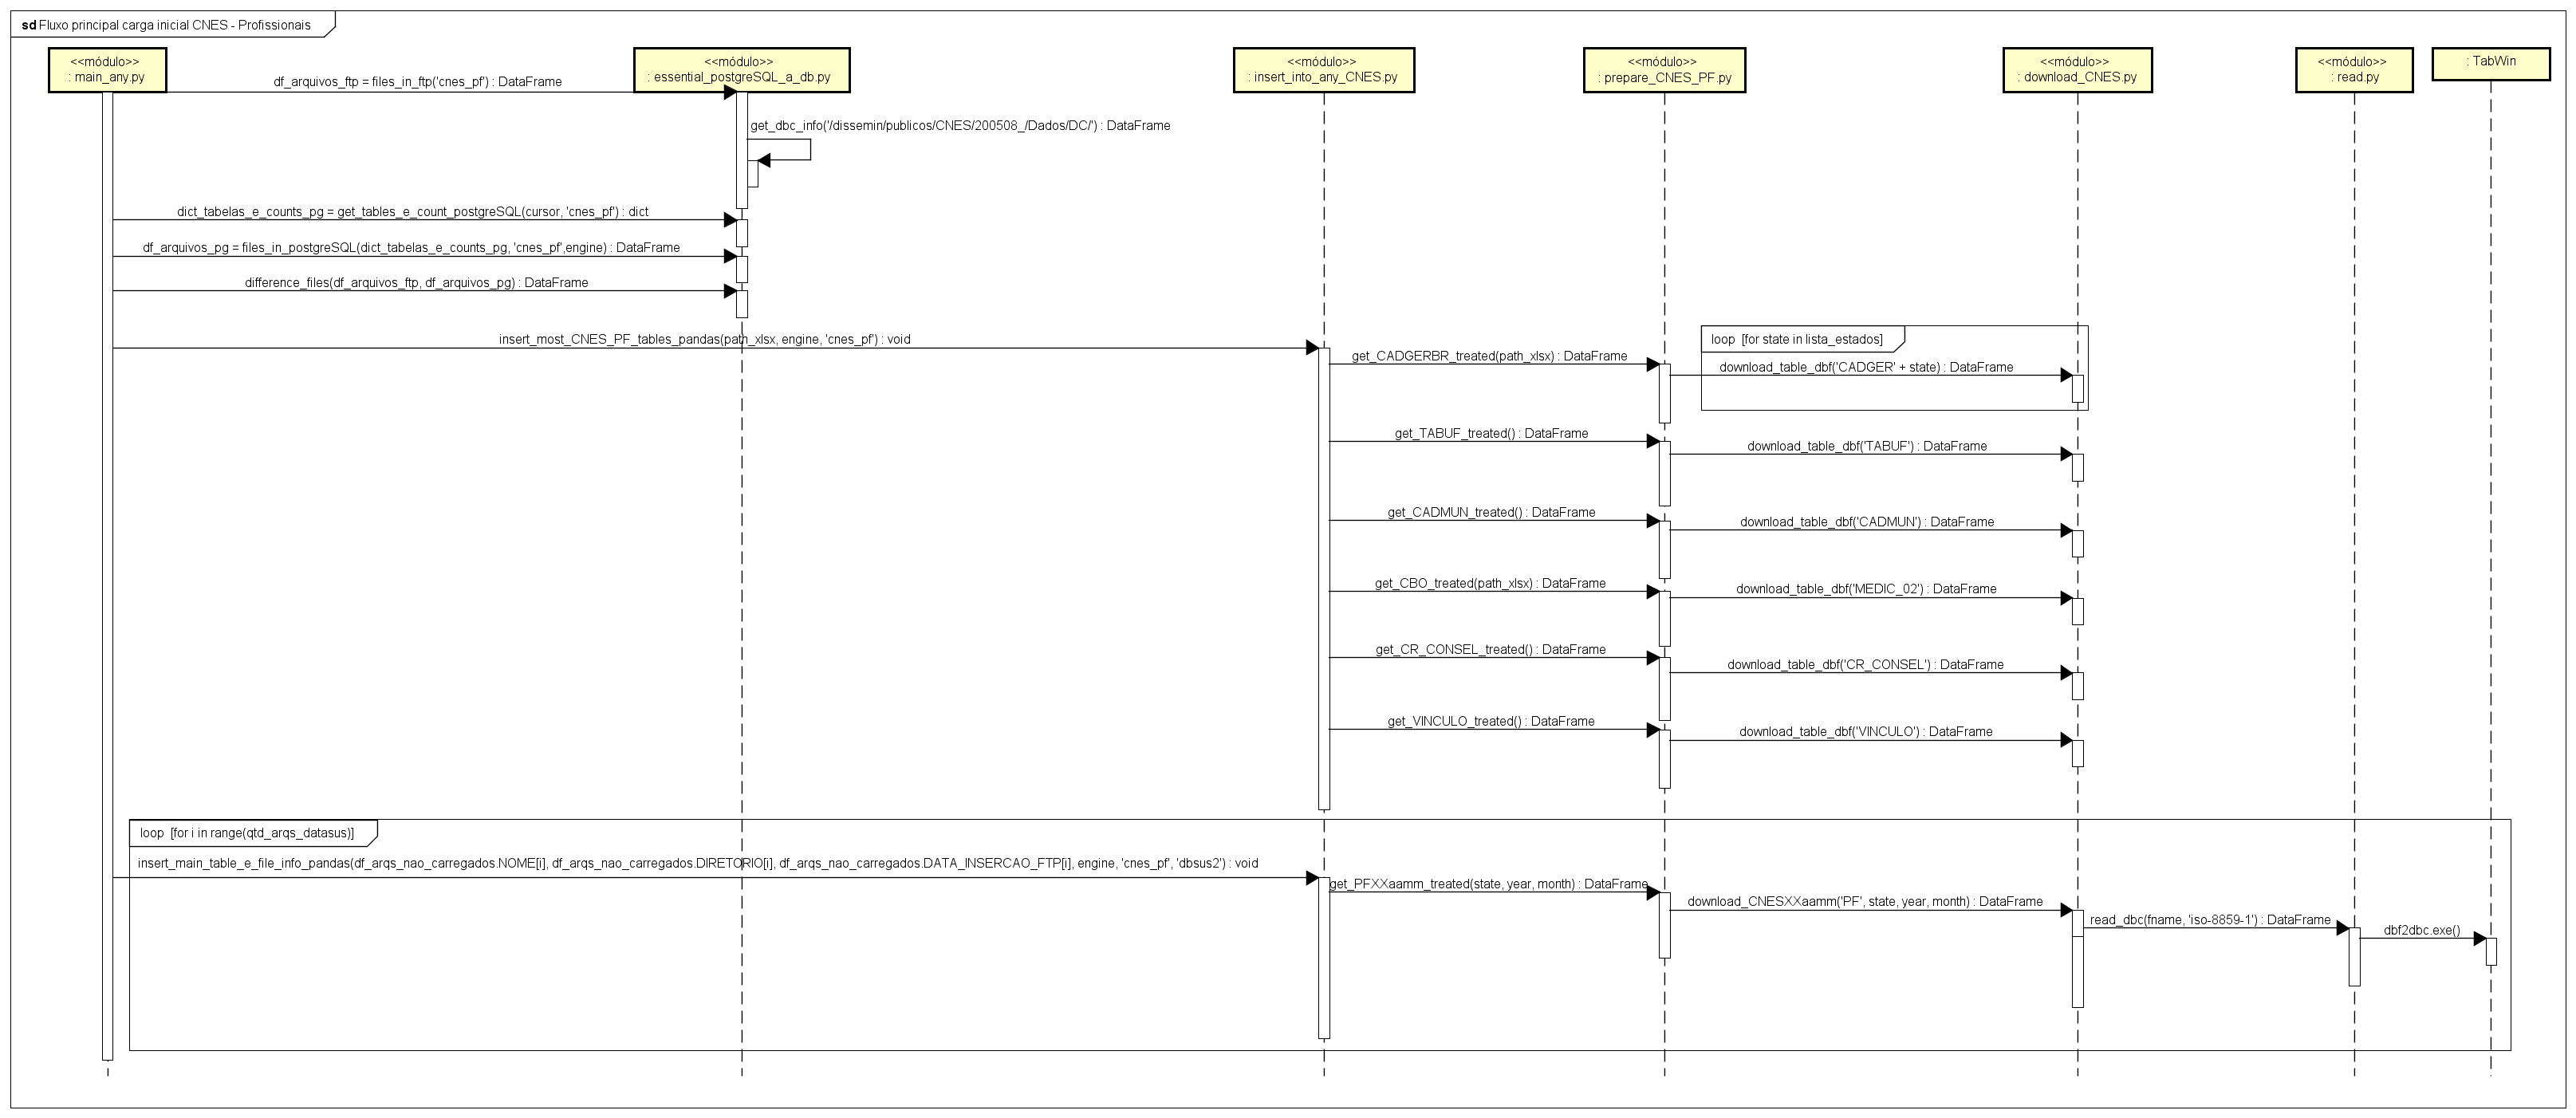 sd Fluxo principal carga inicial CNES - Profissionais
<<módulo>>
: main_any.py
<<módulo>>
: essential_postgreSQL_a_db.py
<<módulo>>
: insert_into_any_CNES.py
<<módulo>>
: prepare_CNES_PF.py
<<módulo>>
: download_CNES.py
<<módulo>>
: read.py
: TabWin
df_arquivos_ftp = files_in_ftp('cnes_pf') : DataFrame
get_dbc_info('/dissemin/publicos/CNES/200508_/Dados/DC/') : DataFrame
dict_tabelas_e_counts_pg = get_tables_e_count_postgreSQL(cursor, 'cnes_pf') : dict
df_arquivos_pg = files_in_postgreSQL(dict_tabelas_e_counts_pg, 'cnes_pf',engine) : DataFrame
difference_files(df_arquivos_ftp, df_arquivos_pg) : DataFrame
insert_most_CNES_PF_tables_pandas(path_xlsx, engine, 'cnes_pf') : void
loop [for state in lista_estados]
get_CADGERBR_treated(path_xlsx) : DataFrame
download_table_dbf('CADGER' + state) : DataFrame
get_TABUF_treated() : DataFrame
download_table_dbf('TABUF') : DataFrame
get_CADMUN_treated() : DataFrame
download_table_dbf('CADMUN') : DataFrame
get_CBO_treated(path_xlsx) : DataFrame
download_table_dbf('MEDIC_02') : DataFrame
get_CR_CONSEL_treated() : DataFrame
download_table_dbf('CR_CONSEL') : DataFrame
get_VINCULO_treated() : DataFrame
download_table_dbf('VINCULO') : DataFrame
loop [for i in range(qtd_arqs_datasus)]
insert_main_table_e_file_info_pandas(df_arqs_nao_carregados.NOME[i], df_arqs_nao_carregados.DIRETORIO[i], df_arqs_nao_carregados.DATA_INSERCAO_FTP[i], engine, 'cnes_pf', 'dbsus2') : void
get_PFXXaamm_treated(state, year, month) : DataFrame
download_CNESXXaamm('PF', state, year, month) : DataFrame
read_dbc(fname, 'iso-8859-1') : DataFrame
dbf2dbc.exe()